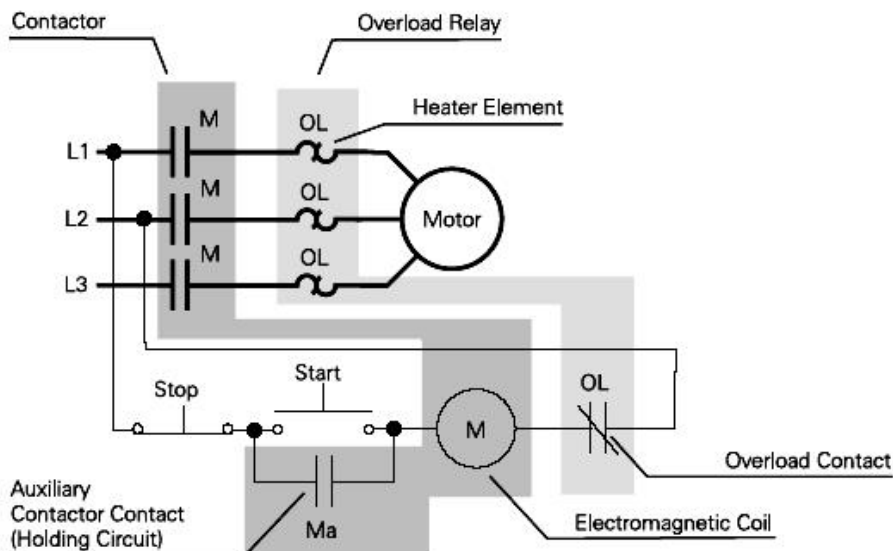 Contactor
Overload Relay
Heater Element
M
OL
L1
M
OL
L2
Motor
M
OL
L3
Start
OL
Stop
M
Overload Contact
Auxiliary
Contactor Contact
(Holding Circuit)
Ma
Electromagnetic Coil